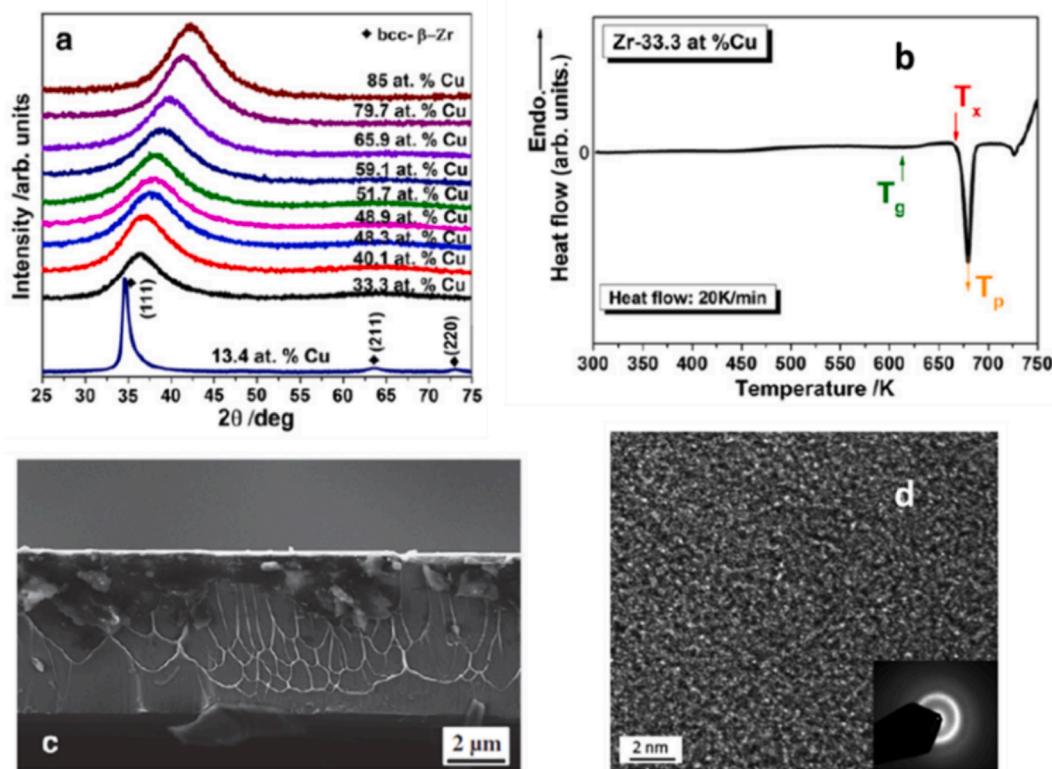 a
◆ bcc- β-Zr
85 at. % Cu
79.7 at. % Cu
65.9 at. % Cu
59.1 at. % Cu
51.7 at. % Cu
48.9 at. % Cu
48.3 at. % Cu
40.1 at. % Cu
33.3 at. % Cu
13.4 at. % Cu
(111)
(211)
(220)
Intensity /arb. units
25 30 35 40 45 50 55 60 65 70 75
2θ /deg
Zr-33.3 at %Cu
b
Endo.
Heat flow (arb. units.)
0
Tx
Tg
Tp
Heat flow: 20K/min
300 350 400 450 500 550 600 650 700 750
Temperature /K
c
2 µm
d
2 nm